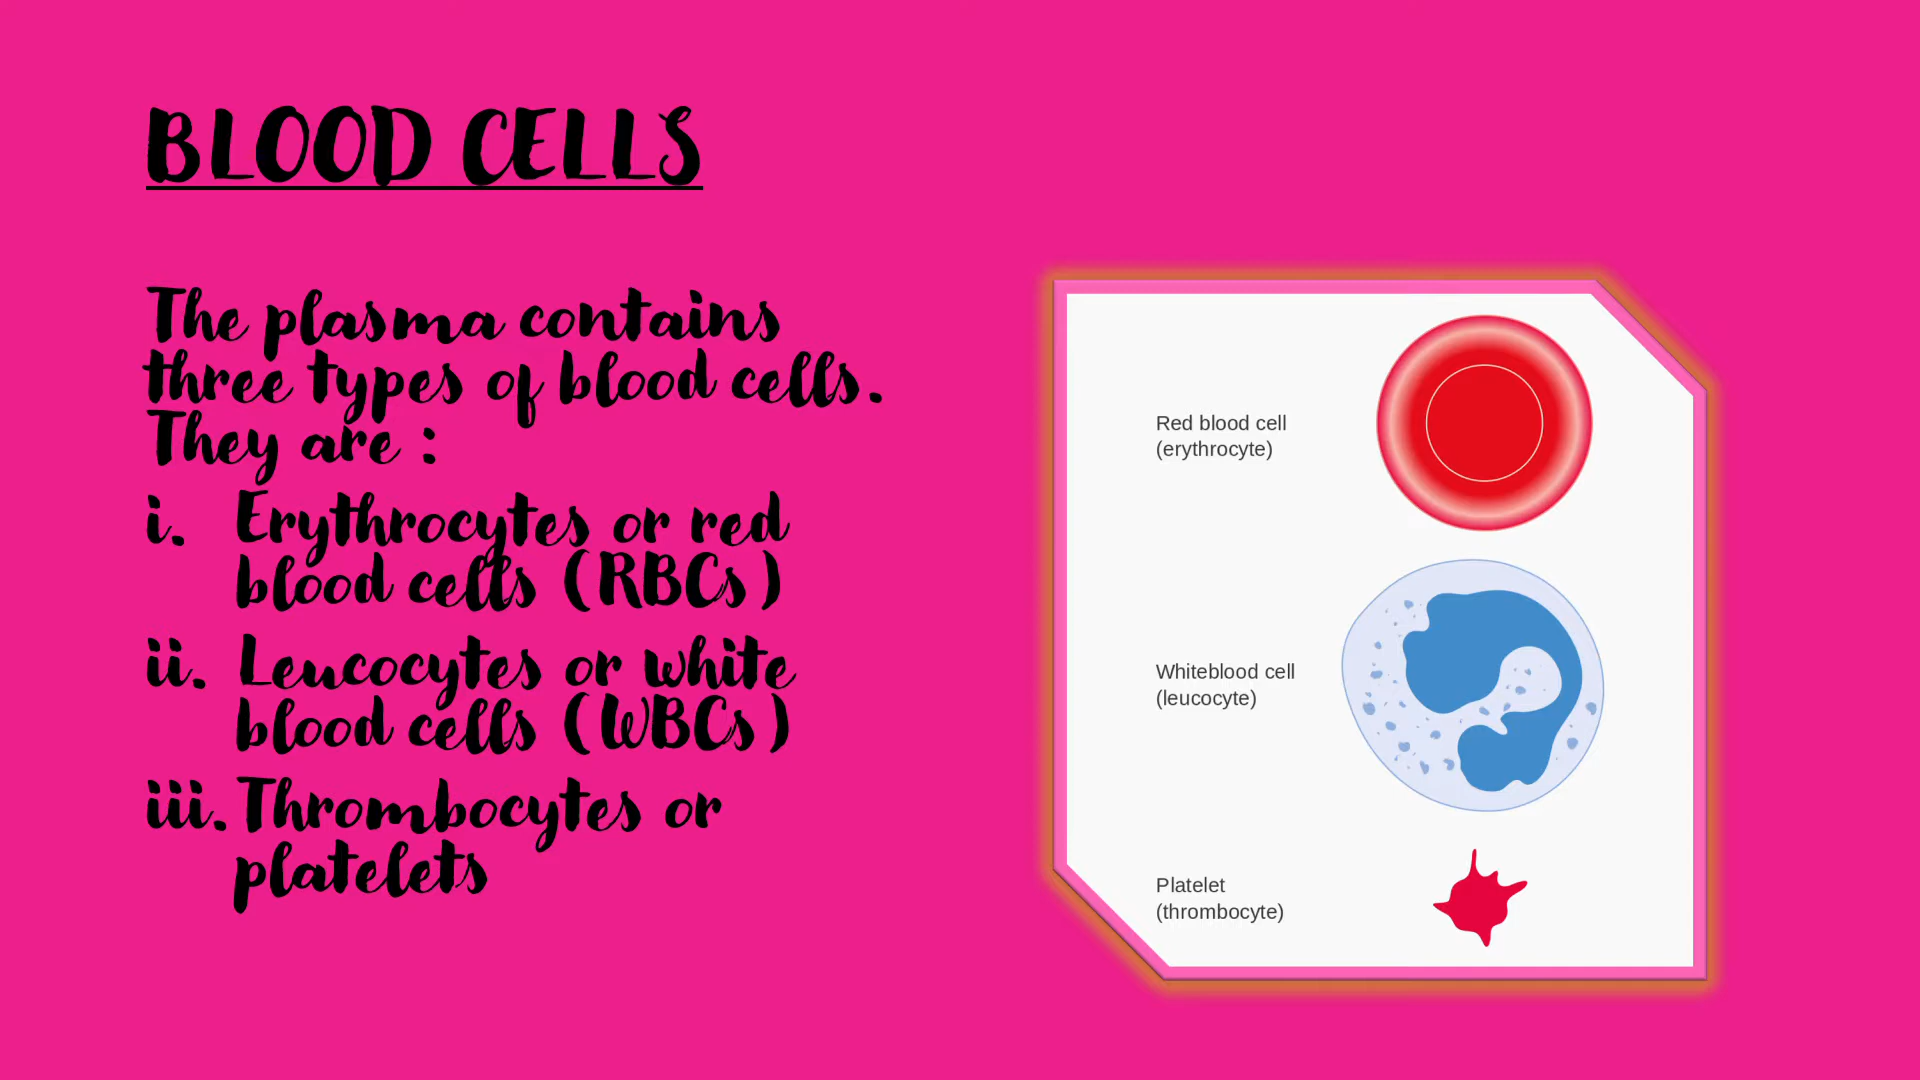 BLOOD CELLS
The plasma contains
three types of blood cells.
They are :
i. Erythrocytes or red
blood cells (RBCs)
ii. Leucocytes or white
blood cells (WBCs)
iii. Thrombocytes or
platelets
Red blood cell
(erythrocyte)
Whiteblood cell
(leucocyte)
Platelet
(thrombocyte)